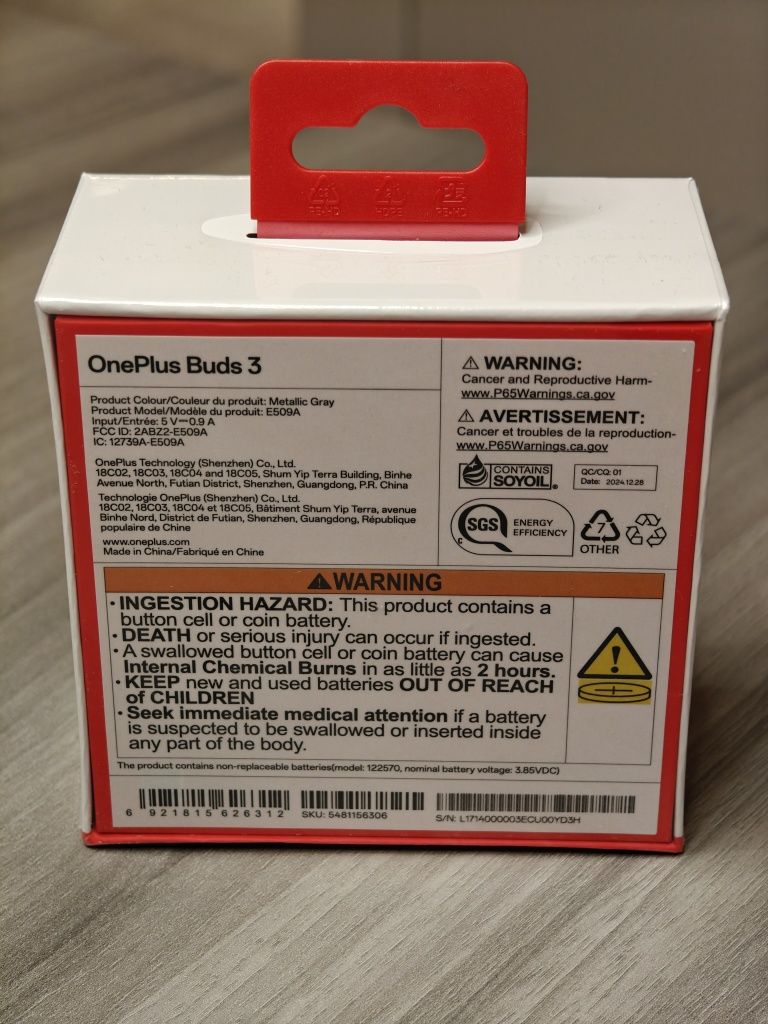 PE-HD
HDPE
PE-HD
OnePlus Buds 3
Product Colour/Couleur du produit: Metallic Gray
Product Model/Modèle du produit: E509A
Input/Entrée: 5 V⎓0.9 A
FCC ID: 2ABZ2-E509A
IC: 12739A-E509A
OnePlus Technology (Shenzhen) Co., Ltd.
18C02, 18C03, 18C04 and 18C05, Shum Yip Terra Building, Binhe
Avenue North, Futian District, Shenzhen, Guangdong, P.R. China
Technologie OnePlus (Shenzhen) Co., Ltd.
18C02, 18C03, 18C04 et 18C05, Bâtiment Shum Yip Terra, avenue
Binhe Nord, District de Futian, Shenzhen, Guangdong, République
populaire de Chine
www.oneplus.com
Made in China/Fabriqué en Chine
⚠ WARNING:
Cancer and Reproductive Harm-
www.P65Warnings.ca.gov
⚠ AVERTISSEMENT:
Cancer et troubles de la reproduction-
www.P65Warnings.ca.gov
CONTAINS
SOYOIL®
QC/CQ: 01
Date: 2024.12.28
SGS
C
ENERGY
EFFICIENCY
7
OTHER
⚠WARNING
• INGESTION HAZARD: This product contains a
button cell or coin battery.
• DEATH or serious injury can occur if ingested.
• A swallowed button cell or coin battery can cause
Internal Chemical Burns in as little as 2 hours.
• KEEP new and used batteries OUT OF REACH
of CHILDREN
• Seek immediate medical attention if a battery
is suspected to be swallowed or inserted inside
any part of the body.
The product contains non-replaceable batteries(model: 122570, nominal battery voltage: 3.85VDC)
6 921815 626312
SKU: 5481156306
S/N: L1714000003ECU00YD3H